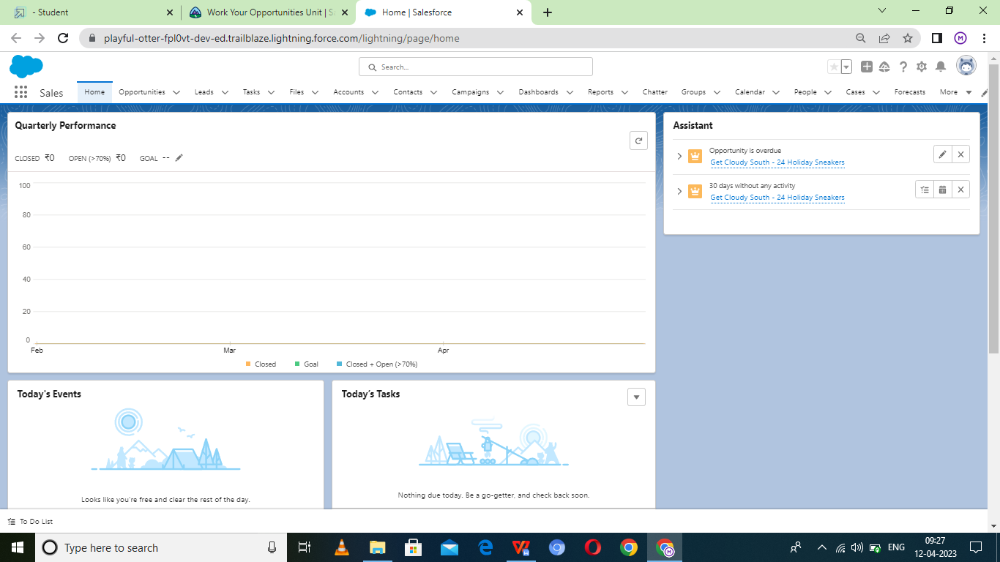 - Student
Work Your Opportunities Unit | S
Home | Salesforce
playful-otter-fpl0vt-dev-ed.trailblaze.lightning.force.com/lightning/page/home
M
Search...
Sales
Home
Opportunities
Leads
Tasks
Files
Accounts
Contacts
Campaigns
Dashboards
Reports
Chatter
Groups
Calendar
People
Cases
Forecasts
More
Quarterly Performance
CLOSED ₹0 OPEN (>70%) ₹0 GOAL --
100
80
60
40
20
0
Feb Mar Apr
Closed Goal Closed + Open (>70%)
Assistant
Opportunity is overdue
Get Cloudy South - 24 Holiday Sneakers
30 days without any activity
Get Cloudy South - 24 Holiday Sneakers
Today's Events
Looks like you're free and clear the rest of the day.
Today's Tasks
Nothing due today. Be a go-getter, and check back soon.
To Do List
Type here to search
ENG
09:27
12-04-2023